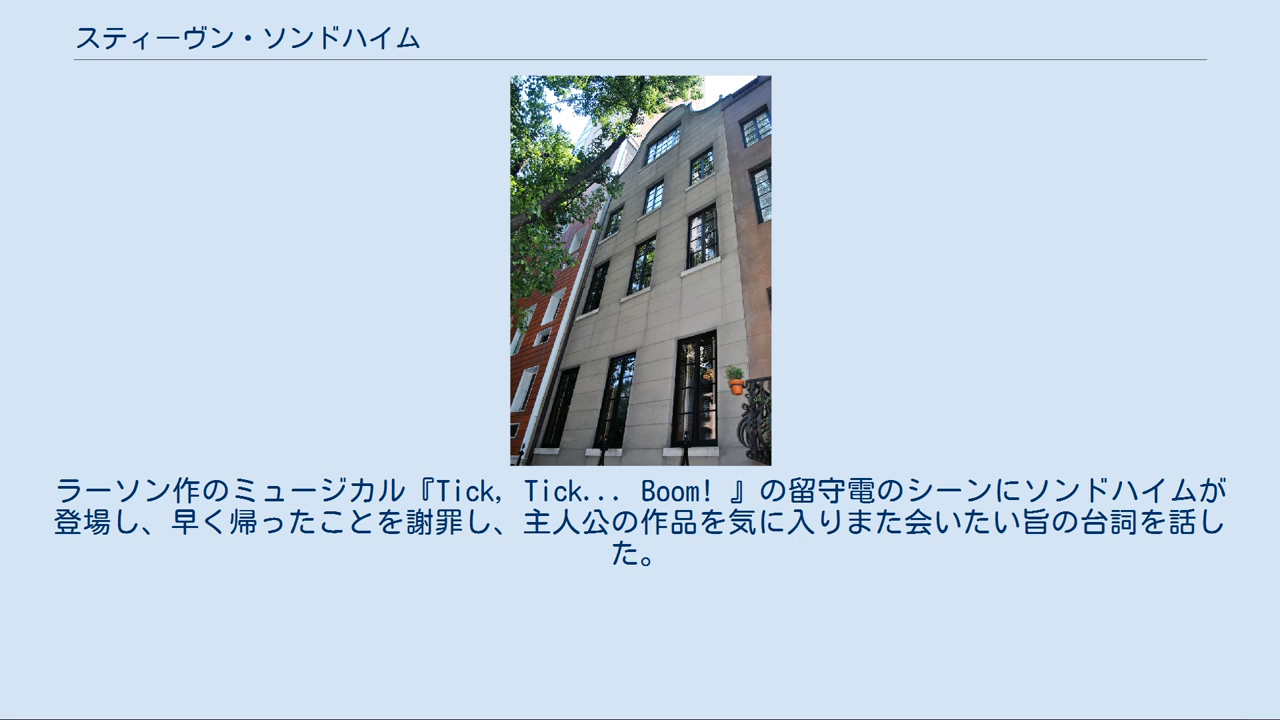 スティーヴン・ソンドハイム
ラーソン作のミュージカル『Tick, Tick... Boom! 』の留守電のシーンにソンドハイムが
登場し、早く帰ったことを謝罪し、主人公の作品を気に入りまた会いたい旨の台詞を話し
た。